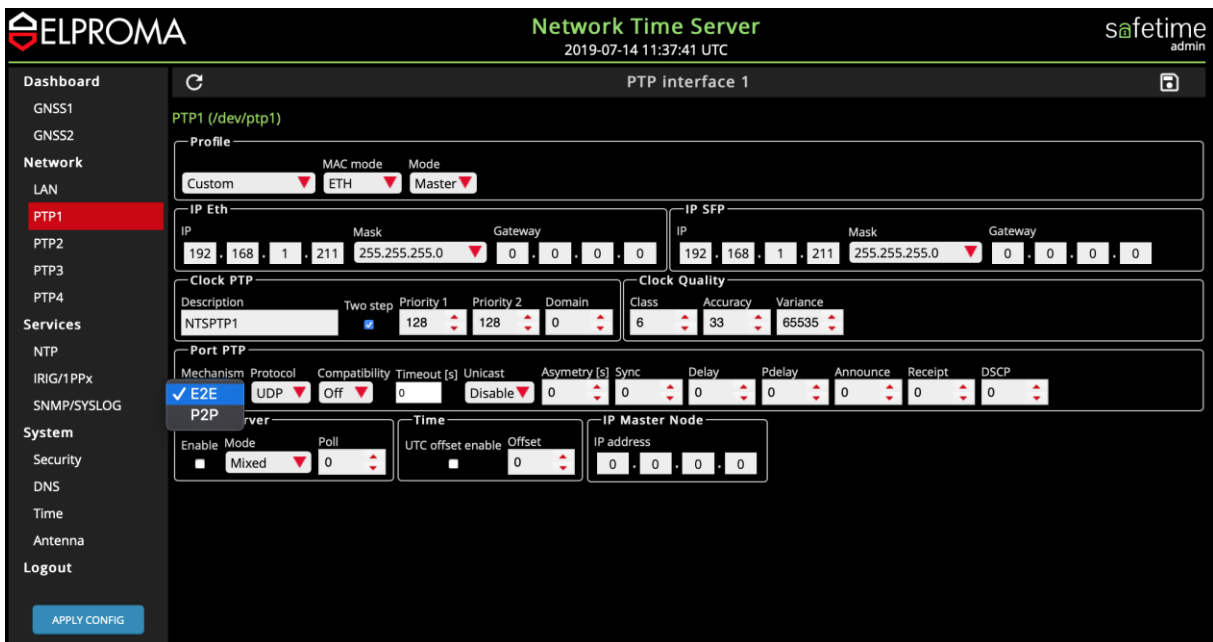 ELPROMA
Network Time Server
2019-07-14 11:37:41 UTC
safetime
admin
Dashboard
GNSS1
GNSS2
Network
LAN
PTP1
PTP2
PTP3
PTP4
Services
NTP
IRIG/1PPx
SNMP/SYSLOG
System
Security
DNS
Time
Antenna
Logout
APPLY CONFIG
PTP interface 1
PTP1 (/dev/ptp1)
Profile
MAC mode Mode
Custom ETH Master
IP Eth
IP Mask Gateway
192 . 168 . 1 . 211 255.255.255.0 0 . 0 . 0 . 0
IP SFP
IP Mask Gateway
192 . 168 . 1 . 211 255.255.255.0 0 . 0 . 0 . 0
Clock PTP
Description Two step Priority 1 Priority 2 Domain
NTSPTP1 128 128 0
Clock Quality
Class Accuracy Variance
6 33 65535
Port PTP
Mechanism Protocol Compatibility Timeout [s] Unicast Asymetry [s] Sync Delay Pdelay Announce Receipt DSCP
✓ E2E UDP Off 0 Disable 0 0 0 0 0 0 0
P2P
rver
Enable Mode Poll
Mixed 0
Time
UTC offset enable Offset
0
IP Master Node
IP address
0 . 0 . 0 . 0